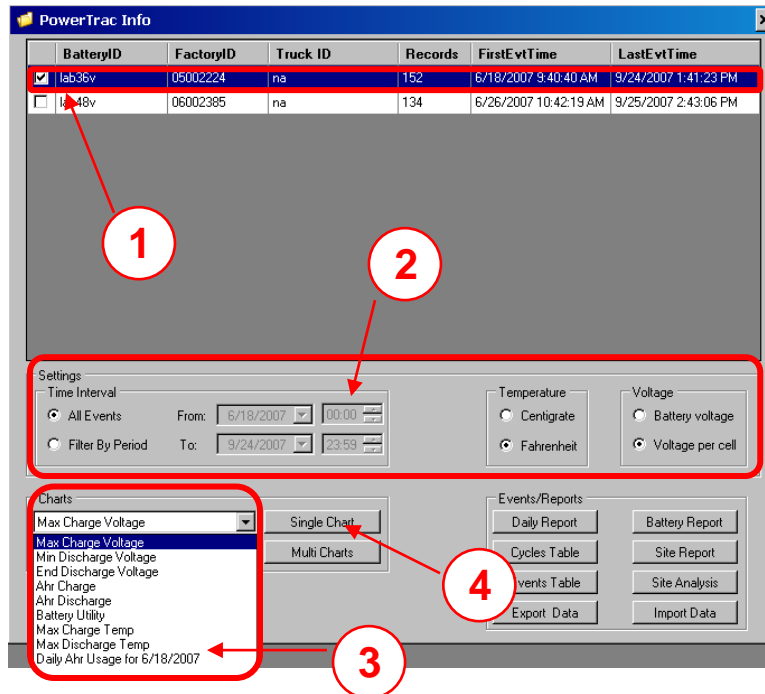 PowerTrac Info
BatteryID FactoryID Truck ID Records FirstEvtTime LastEvtTime
lab36v 05002224 na 152 6/18/2007 9:40:40 AM 9/24/2007 1:41:23 PM
06002385 na 134 6/26/2007 10:42:19 AM 9/25/2007 2:43:06 PM
1
2
Settings
Time Interval Temperature Voltage
All Events From: 6/18/2007 00:00 Centigrate Battery voltage
Filter By Period To: 9/24/2007 23:59 Fahrenheit Voltage per cell
Charts Events/Reports
Max Charge Voltage Single Chart Daily Report Battery Report
Max Charge Voltage
Min Discharge Voltage Multi Charts Cycles Table Site Report
End Discharge Voltage
Ahr Charge 4 Events Table Site Analysis
Ahr Discharge
Battery Utility Export Data Import Data
Max Charge Temp
Max Discharge Temp
Daily Ahr Usage for 6/18/2007
3